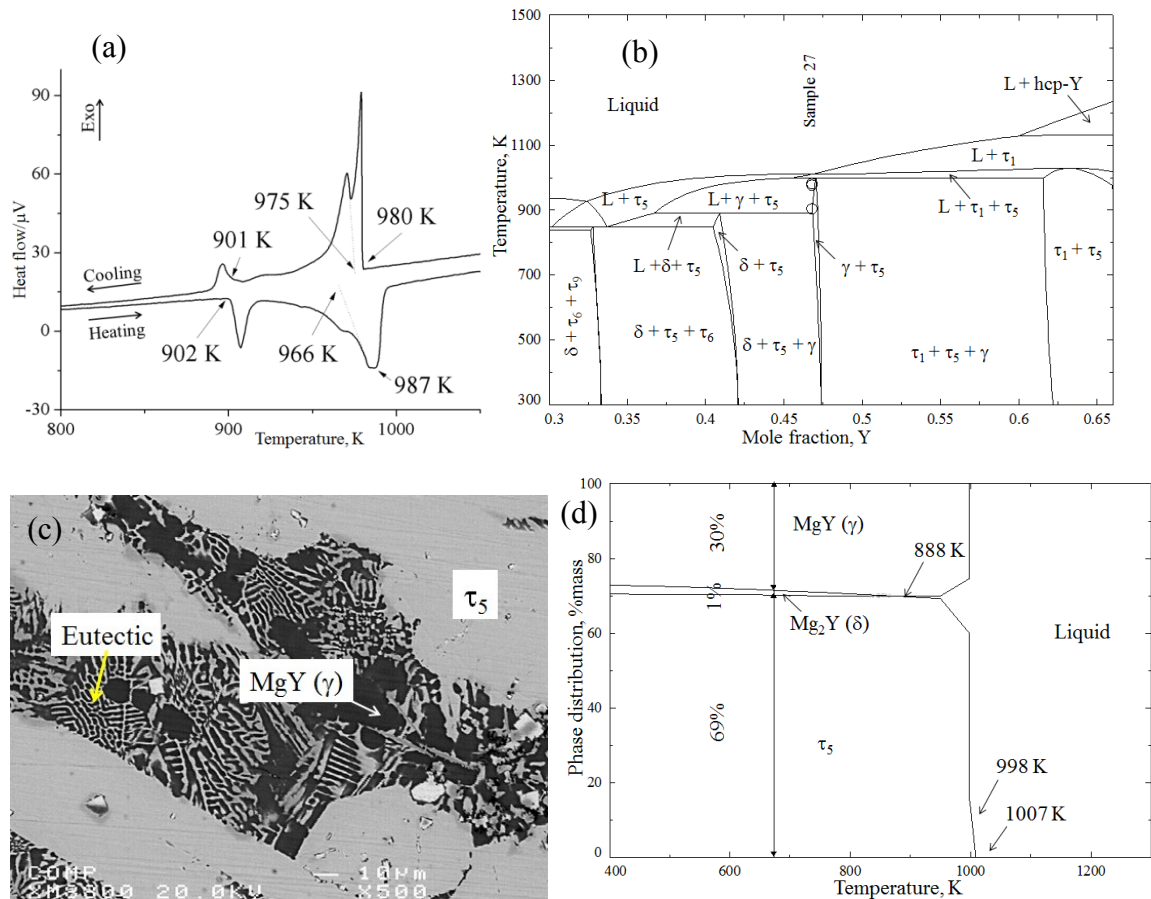 (a)
Exo
Heat flow/µV
90
60
30
0
-30
975 K
980 K
901 K
Cooling
Heating
902 K
966 K
987 K
800
900
1000
Temperature, K
(b)
Temperature, K
1500
1300
1100
900
700
500
300
Liquid
Sample 27
L + hcp-Y
L + τ1
L + τ5
L + γ + τ5
L + τ1 + τ5
L +δ+ τ5
δ + τ5
γ + τ5
τ1 + τ5
δ + τ6 + τ9
δ + τ5 + τ6
δ + τ5 + γ
τ1 + τ5 + γ
0.3
0.35
0.4
0.45
0.5
0.55
0.6
0.65
Mole fraction, Y
(c)
τ5
Eutectic
MgY (γ)
COMP 20.0kV
X500
10µm
(d)
Phase distribution, %mass
100
80
60
40
20
0
30%
MgY (γ)
888 K
1 %
Mg2Y (δ)
Liquid
69%
τ5
998 K
1007 K
400
600
800
1000
1200
Temperature, K